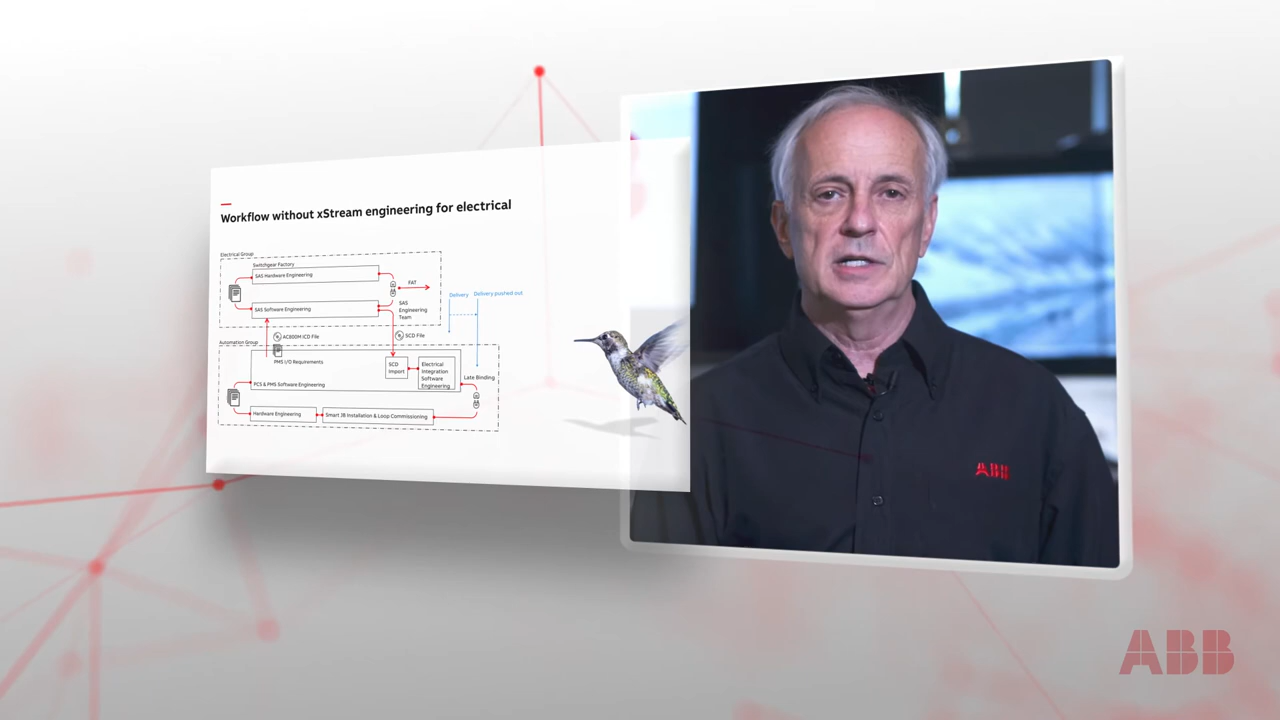 Workflow without xStream engineering for electrical
Electrical Group
Switchgear Factory
SAS Hardware Engineering
FAT
SAS Software Engineering
SAS
Engineering
Team
Delivery
Delivery pushed out
AC800M ICD File
SCD File
Automation Group
PMS I/O Requirements
SCD
Import
Electrical
Integration
Software
Engineering
Late Binding
PCS & PMS Software Engineering
Hardware Engineering
Smart JB Installation & Loop Commissioning
ABB
ABB